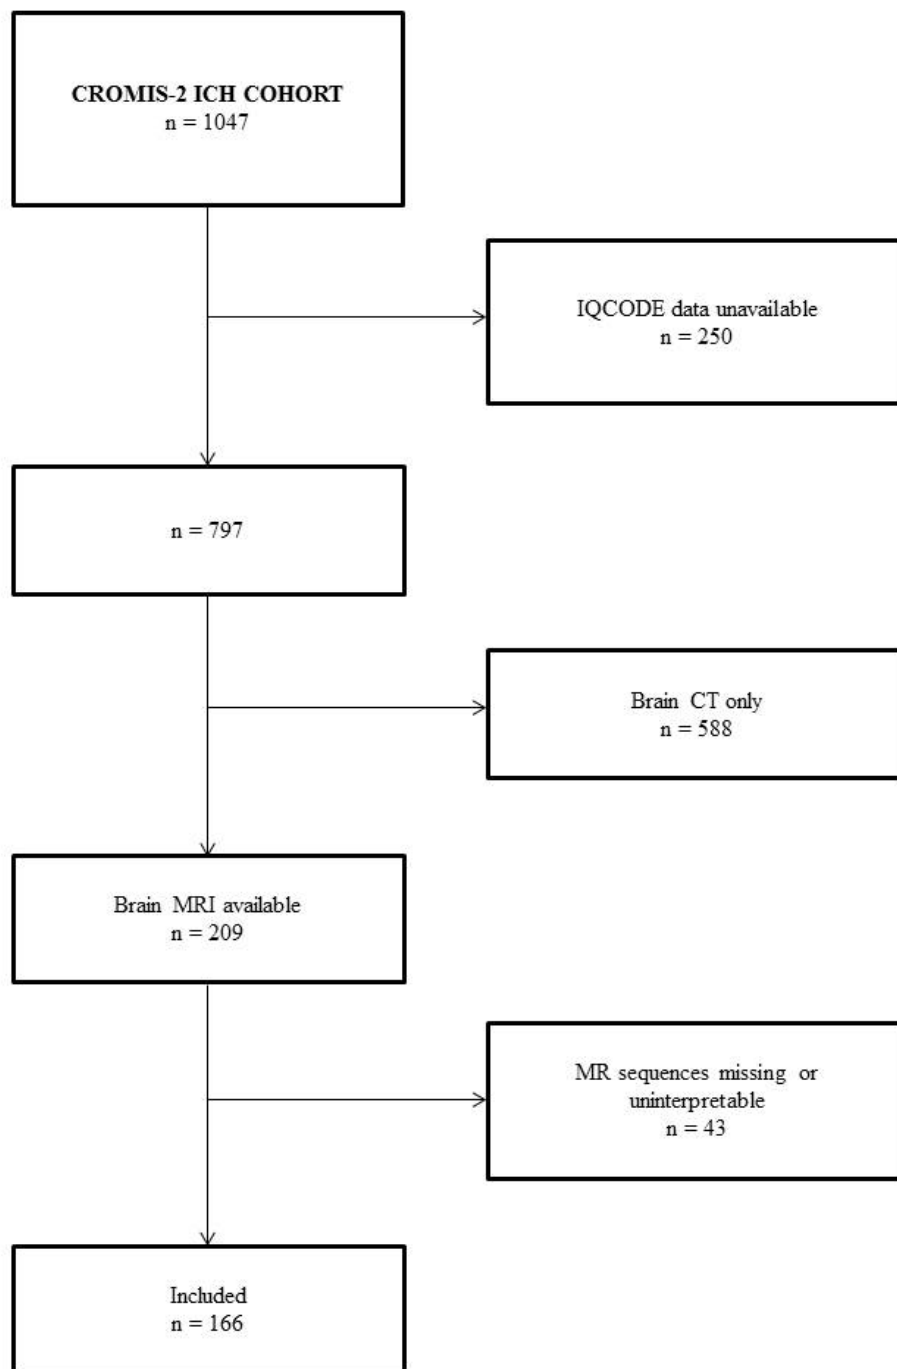 CROMIS-2 ICH COHORT
n = 1047
IQCODE data unavailable
n = 250
n = 797
Brain CT only
n = 588
Brain MRI available
n = 209
MR sequences missing or
uninterpretable
n = 43
Included
n = 166